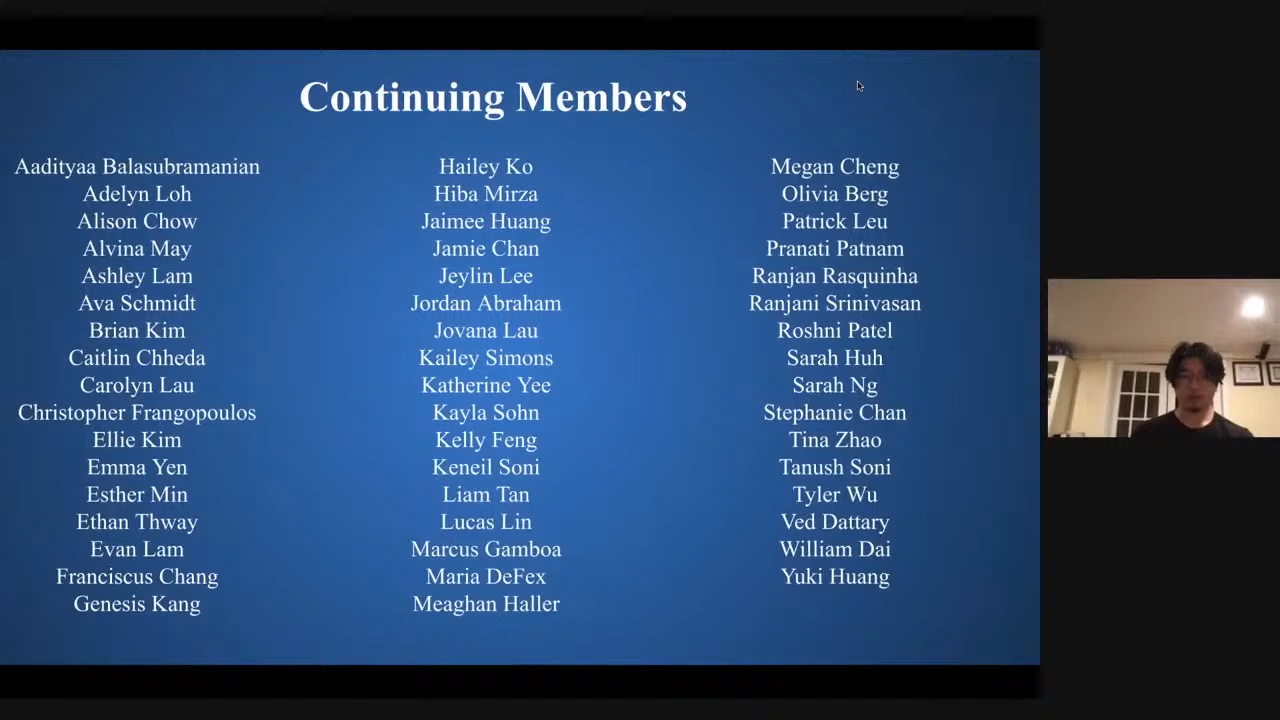 Continuing Members
Aadityaa Balasubramanian
Adelyn Loh
Alison Chow
Alvina May
Ashley Lam
Ava Schmidt
Brian Kim
Caitlin Chheda
Carolyn Lau
Christopher Frangopoulos
Ellie Kim
Emma Yen
Esther Min
Ethan Thway
Evan Lam
Franciscus Chang
Genesis Kang
Hailey Ko
Hiba Mirza
Jaimee Huang
Jamie Chan
Jeylin Lee
Jordan Abraham
Jovana Lau
Kailey Simons
Katherine Yee
Kayla Sohn
Kelly Feng
Keneil Soni
Liam Tan
Lucas Lin
Marcus Gamboa
Maria DeFex
Meaghan Haller
Megan Cheng
Olivia Berg
Patrick Leu
Pranati Patnam
Ranjan Rasquinha
Ranjani Srinivasan
Roshni Patel
Sarah Huh
Sarah Ng
Stephanie Chan
Tina Zhao
Tanush Soni
Tyler Wu
Ved Dattary
William Dai
Yuki Huang